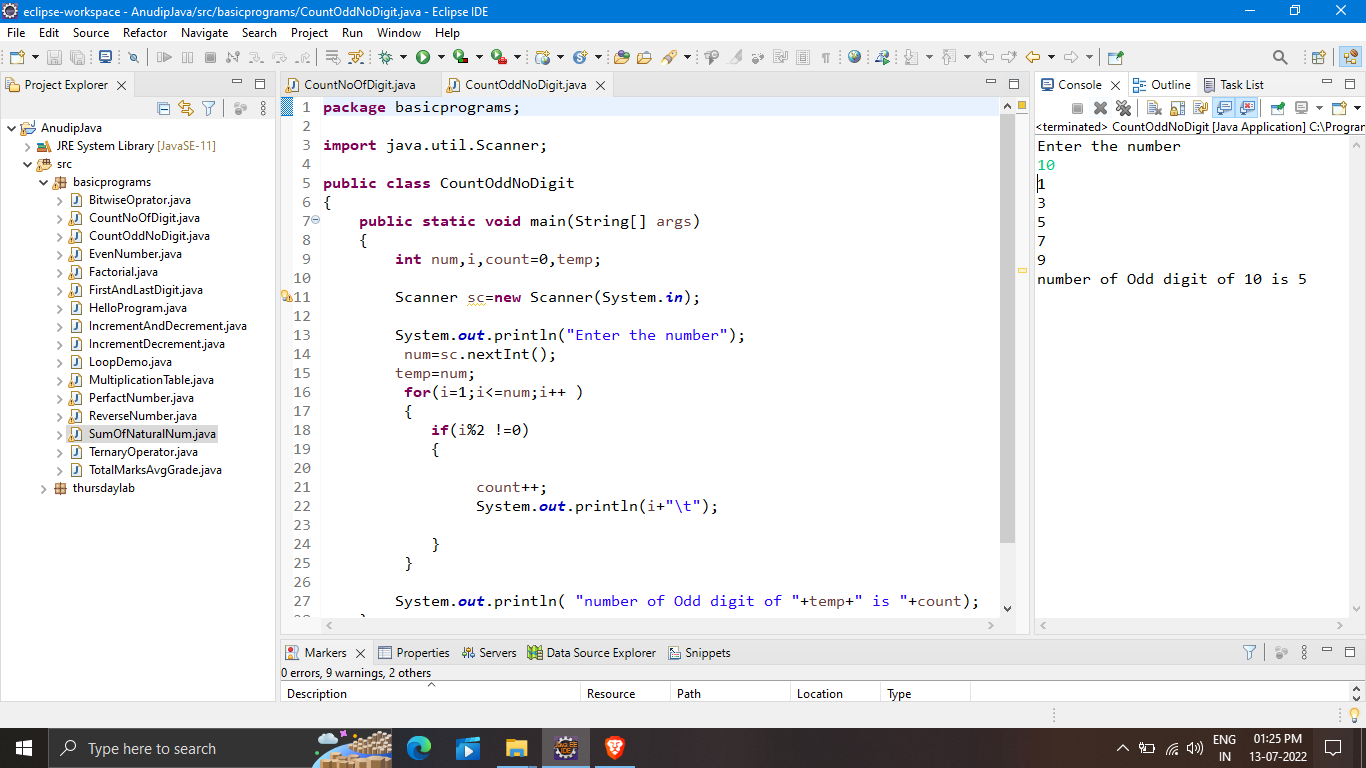 eclipse-workspace - AnudipJava/src/basicprograms/CountOddNoDigit.java - Eclipse IDE
File Edit Source Refactor Navigate Search Project Run Window Help
Project Explorer
AnudipJava
JRE System Library [JavaSE-11]
src
basicprograms
BitwiseOprator.java
CountNoOfDigit.java
CountOddNoDigit.java
EvenNumber.java
Factorial.java
FirstAndLastDigit.java
HelloProgram.java
IncrementAndDecrement.java
IncrementDecrement.java
LoopDemo.java
MultiplicationTable.java
PerfactNumber.java
ReverseNumber.java
SumOfNaturalNum.java
TernaryOperator.java
TotalMarksAvgGrade.java
thursdaylab
CountNoOfDigit.java CountOddNoDigit.java
1 package basicprograms;
2
3 import java.util.Scanner;
4
5 public class CountOddNoDigit
6 {
7 public static void main(String[] args)
8 {
9 int num,i,count=0,temp;
10
11 Scanner sc=new Scanner(System.in);
12
13 System.out.println("Enter the number");
14 num=sc.nextInt();
15 temp=num;
16 for(i=1;i<=num;i++ )
17 {
18 if(i%2 !=0)
19 {
20
21 count++;
22 System.out.println(i+"\t");
23
24 }
25 }
26
27 System.out.println( "number of Odd digit of "+temp+" is "+count);
Console Outline Task List
<terminated> CountOddNoDigit [Java Application] C:\Program
Enter the number
10
1
3
5
7
9
number of Odd digit of 10 is 5
Markers Properties Servers Data Source Explorer Snippets
0 errors, 9 warnings, 2 others
Description Resource Path Location Type
Type here to search
ENG
IN
01:25 PM
13-07-2022